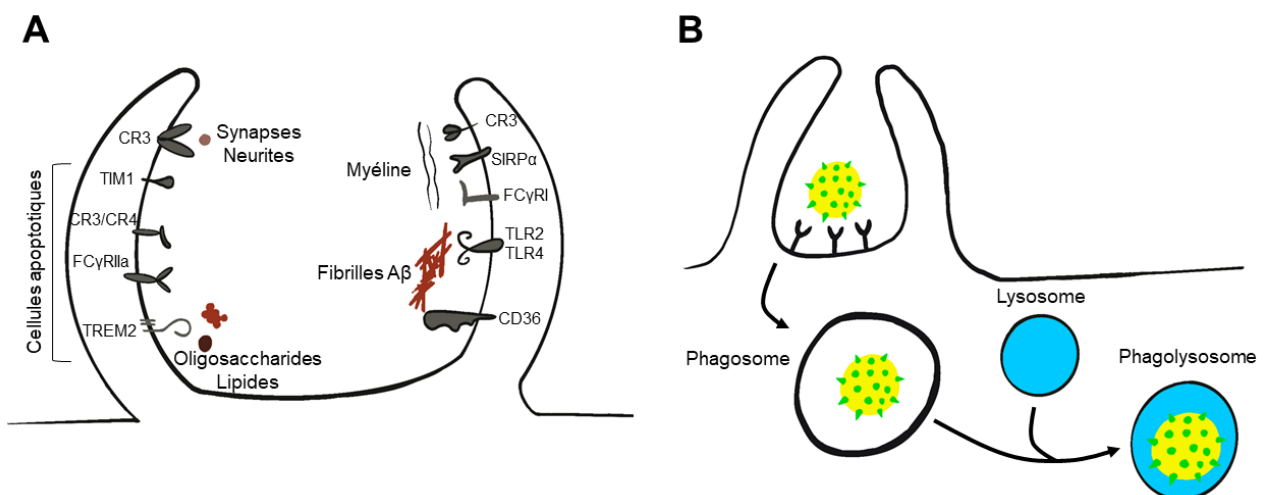 A
CR3
Synapses
Neurites
TIM1
CR3/CR4
FCγRIIa
TREM2
Cellules apoptotiques
Oligosaccharides
Lipides
Myéline
Fibrilles Aβ
CR3
SIRPα
FCγRI
TLR2
TLR4
CD36
B
Phagosome
Lysosome
Phagolysosome